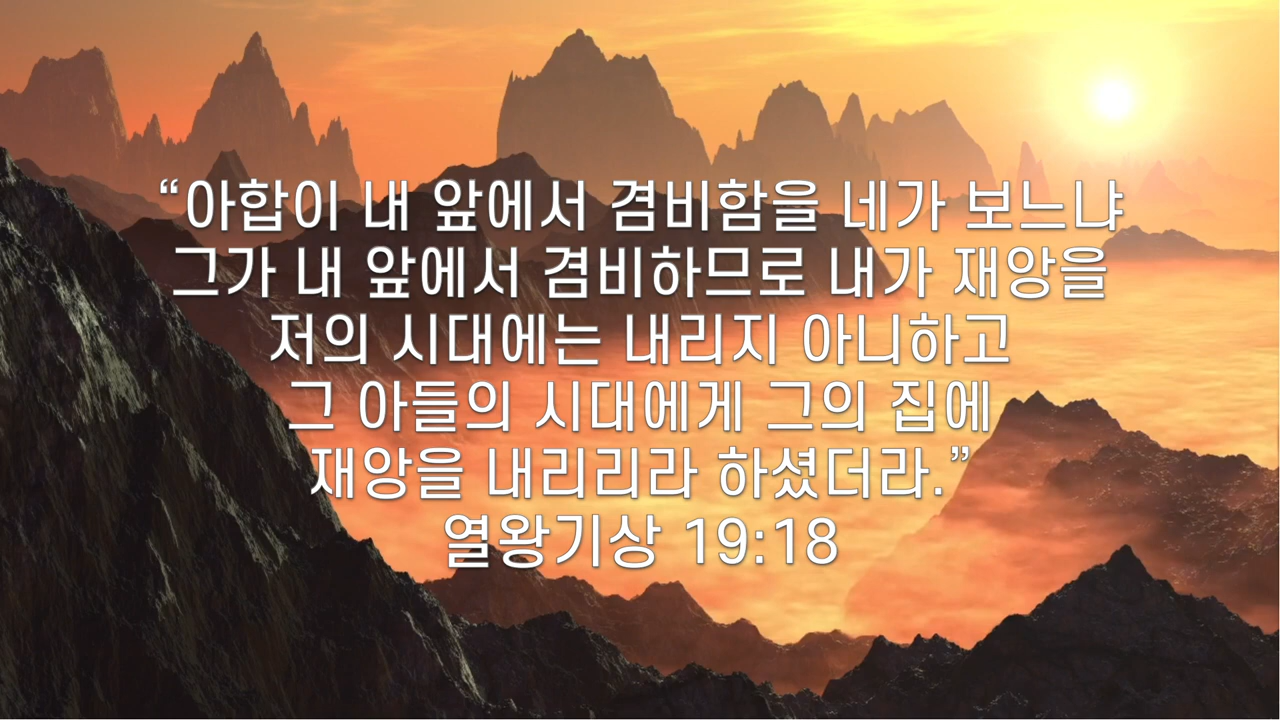 “아합이 내 앞에서 겸비함을 네가 보느냐
그가 내 앞에서 겸비하므로 내가 재앙을
저의 시대에는 내리지 아니하고
그 아들의 시대에게 그의 집에
재앙을 내리리라 하셨더라.”
열왕기상 19:18